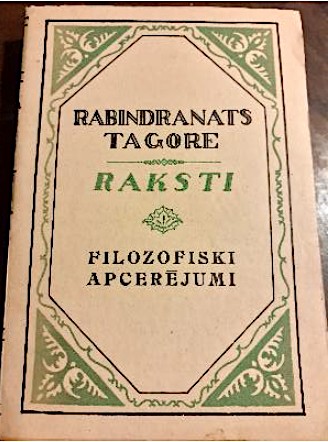 RABINDRANATS
TAGORE
RAKSTI
FILOZOFISKI
APCERĒJUMI